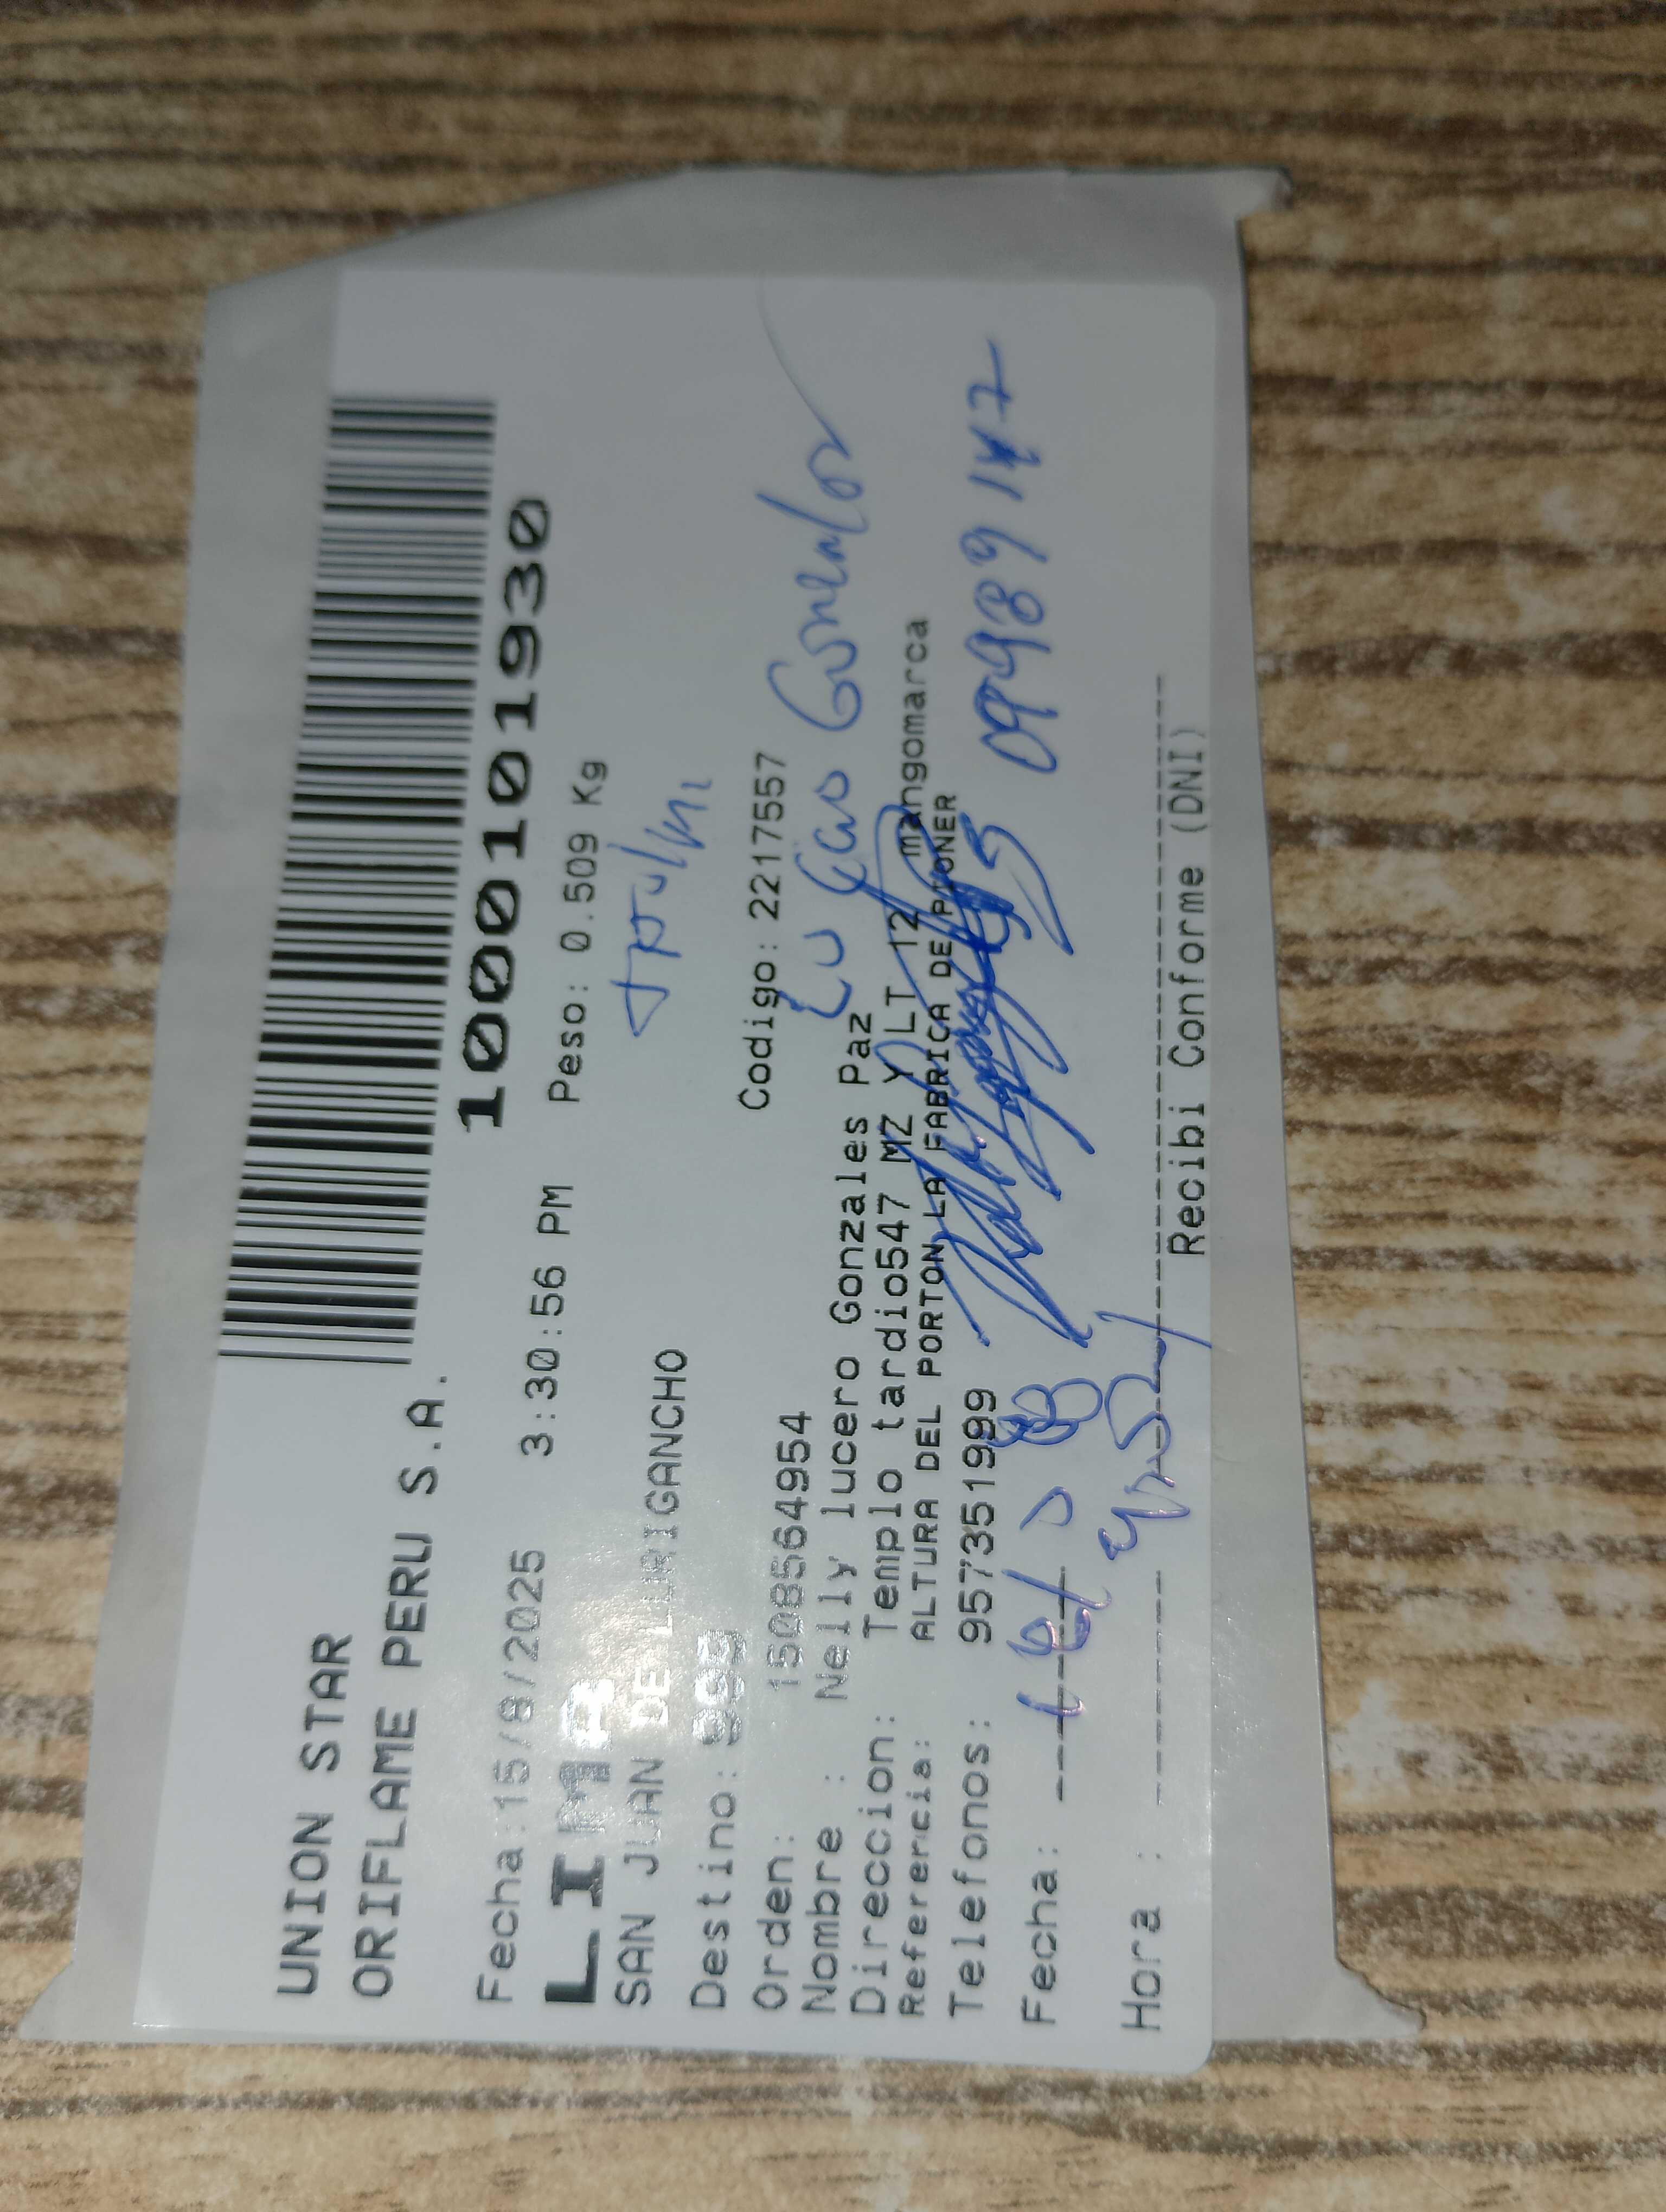 UNION STAR
ORIFLAME PERU S.A.
1000101930
Fecha:15/8/2025 3:30:56 PM Peso: 0.509 Kg
LIMA
SAN JUAN DE LURIGANCHO
Destino: 999
Orden: 1508564954 Codigo: 2217557
Nombre : Nelly lucero Gonzales Paz
Direccion: Templo tardio547 MZ Y LT 12 mangomarca
Referencia: ALTURA DEL PORTON LA FABRICA DE PIONER
Telefonos: 957351999
Fecha:
Hora :
Recibi Conforme (DNI)